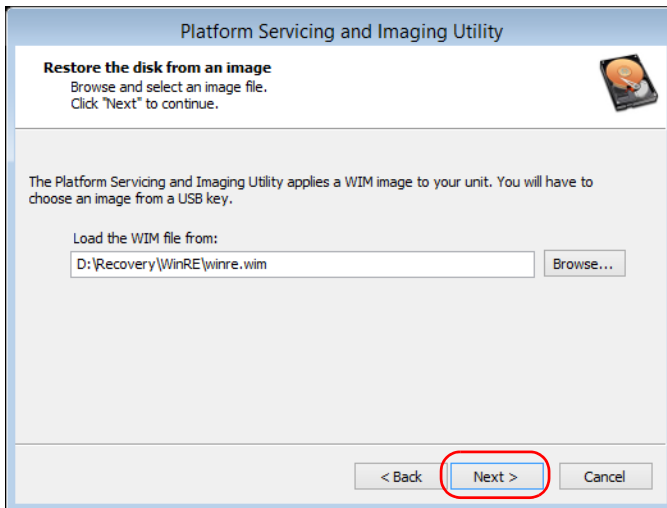 Platform Servicing and Imaging Utility
Restore the disk from an image
Browse and select an image file.
Click "Next" to continue.
The Platform Servicing and Imaging Utility applies a WIM image to your unit. You will have to
choose an image from a USB key.
Load the WIM file from:
D:\Recovery\WinRE\winre.wim
Browse...
< Back
Next >
Cancel